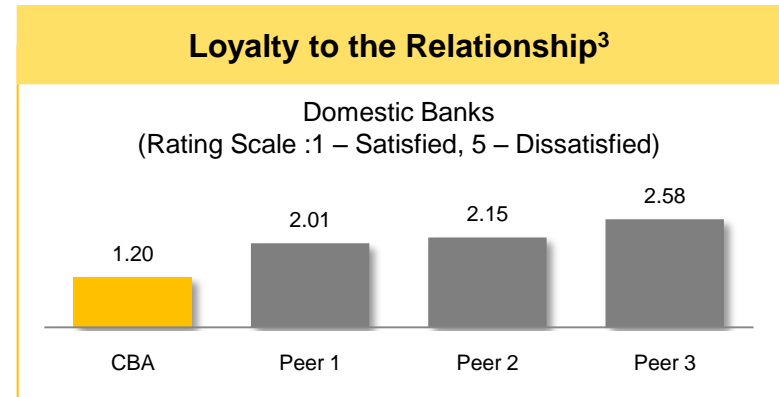 Loyalty to the Relationship³
Domestic Banks
(Rating Scale :1 – Satisfied, 5 – Dissatisfied)
1.20
2.01
2.15
2.58
CBA
Peer 1
Peer 2
Peer 3